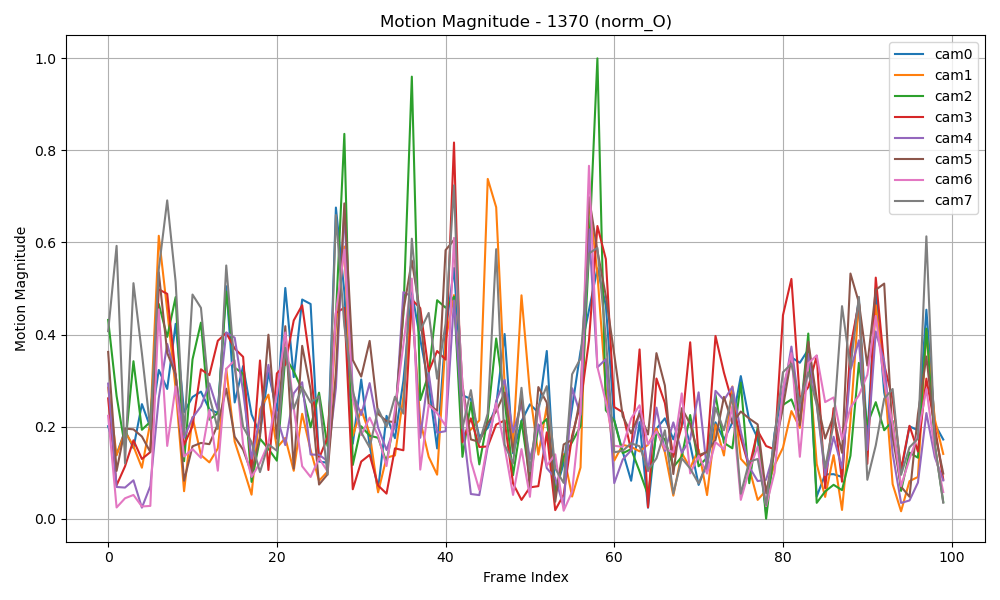 Motion Magnitude - 1370 (norm_O)
1.0
0.8
0.6
0.4
0.2
0.0
Motion Magnitude
0
20
40
60
80
100
Frame Index
cam0
cam1
cam2
cam3
cam4
cam5
cam6
cam7